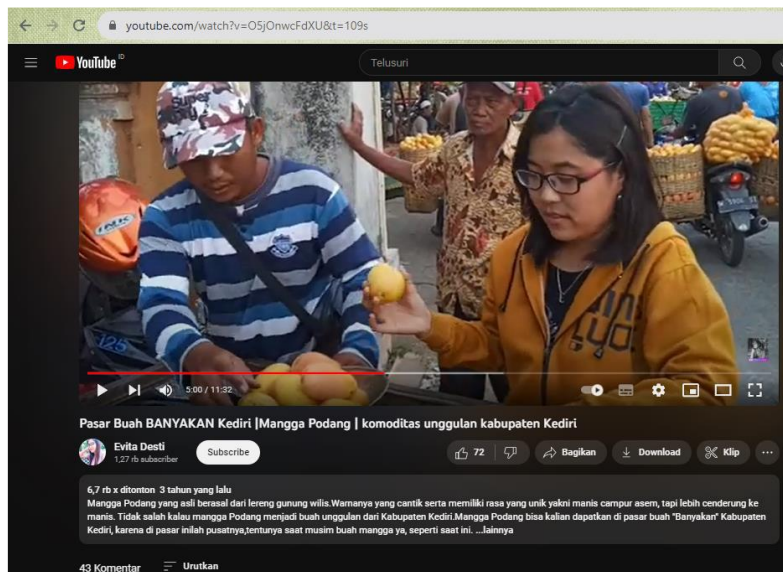 youtube.com/watch?v=O5jOnwcFdXU&t=109s
YouTube ID
Telusuri
INK
125
5:00 / 11:32
Pasar Buah BANYAKAN Kediri |Mangga Podang | komoditas unggulan kabupaten Kediri
Evita Desti
1,27 rb subscriber
Subscribe
72
Bagikan
Download
Klip
6,7 rb x ditonton 3 tahun yang lalu
Mangga Podang yang asli berasal dari lereng gunung wilis.Warnanya yang cantik serta memiliki rasa yang unik yakni manis campur asem, tapi lebih cenderung ke
manis. Tidak salah kalau mangga Podang menjadi buah unggulan dari Kabupaten Kediri.Mangga Podang bisa kalian dapatkan di pasar buah "Banyakan" Kabupaten
Kediri, karena di pasar inilah pusatnya,tentunya saat musim buah mangga ya, seperti saat ini. ...lainnya
43 Komentar
Urutkan